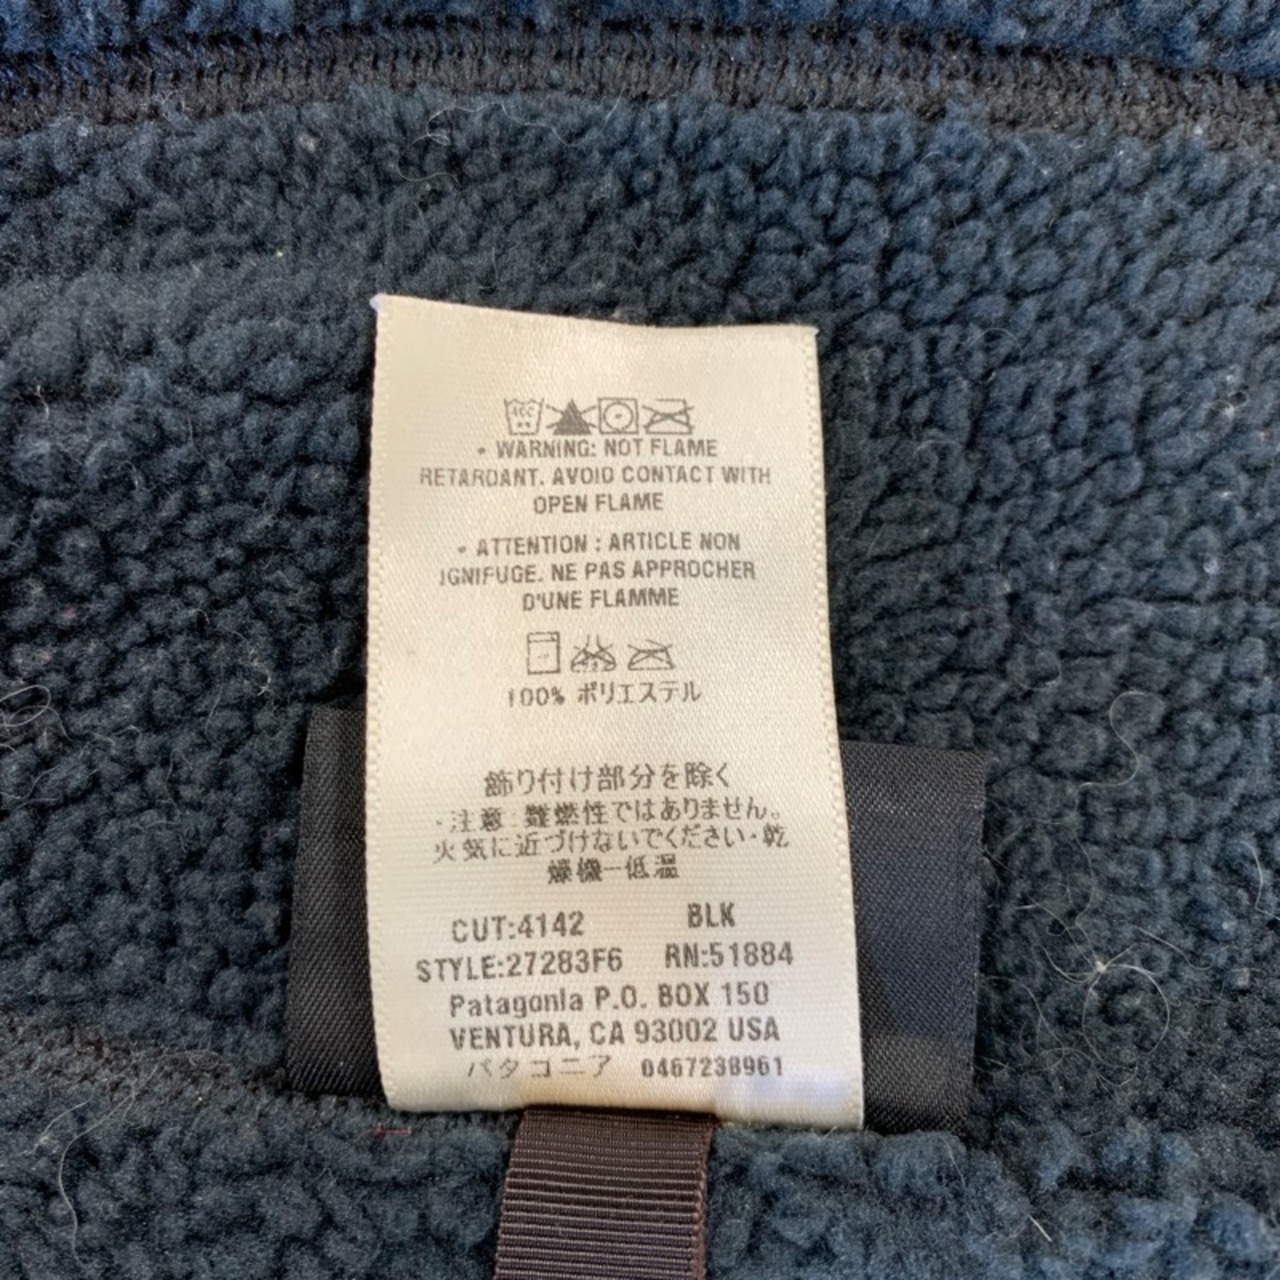 • WARNING: NOT FLAME
RETARDANT. AVOID CONTACT WITH
OPEN FLAME
• ATTENTION : ARTICLE NON
IGNIFUGE. NE PAS APPROCHER
D'UNE FLAMME
100% ポリエステル
飾り付け部分を除く
・注意:難燃性ではありません。
火気に近づけないでください・乾
燥機－低温
CUT:4142 BLK
STYLE:27283F6 RN:51884
Patagonia P.O. BOX 150
VENTURA, CA 93002 USA
パタゴニア 0467238961